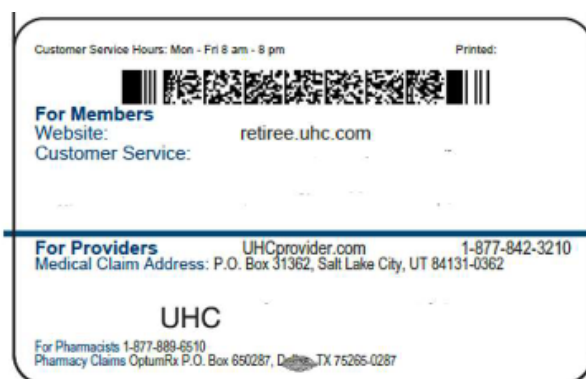 Customer Service Hours: Mon - Fri 8 am - 8 pm Printed:
For Members
Website: retiree.uhc.com
Customer Service:
For Providers UHCprovider.com 1-877-842-3210
Medical Claim Address: P.O. Box 31362, Salt Lake City, UT 84131-0362
UHC
For Pharmacists 1-877-889-6510
Pharmacy Claims OptumRx P.O. Box 650287, TX 75265-0287